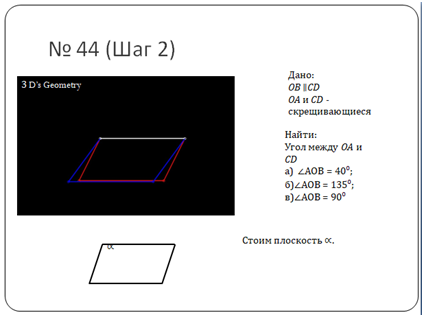 № 44 (Шаг 2)
3 D's Geometry
Дано:
OB ∥CD
OA и CD -
скрещивающиеся
Найти:
Угол между OA и
CD
а) ∠AOB = 40⁰;
б)∠AOB = 135⁰;
в)∠AOB = 90⁰
∝
Стоим плоскость ∝.